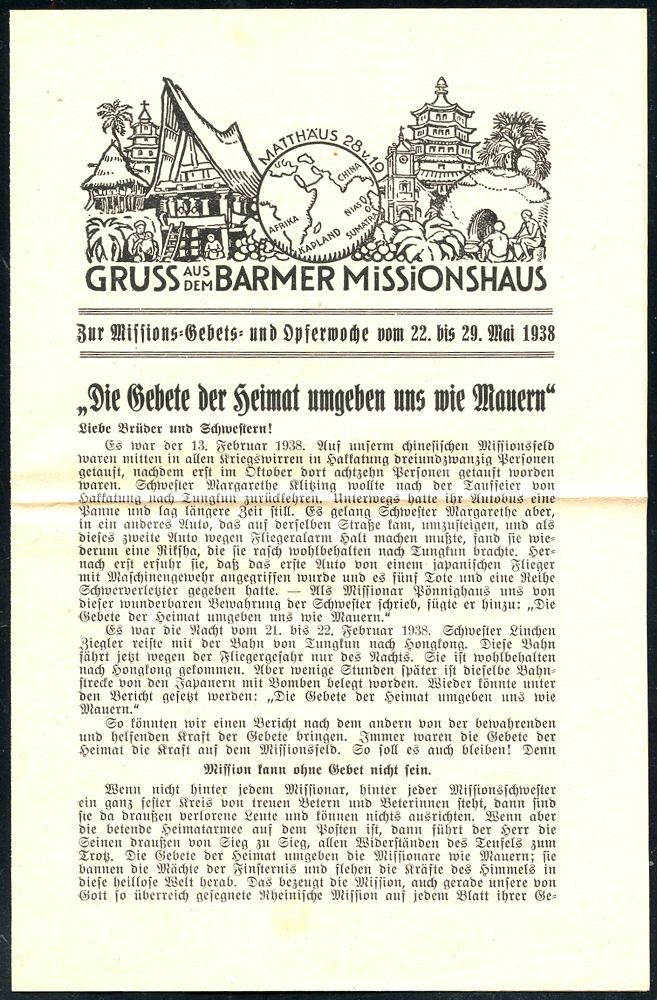 MATTHÄUS 28 v. 19
CHINA
AFRIKA
NIAS
KAPLAND
SUMATRA
GRUSS AUS DEM BARMER MISSIONSHAUS
Zur Missions-Gebets- und Opferwoche vom 22. bis 29. Mai 1938
„Die Gebete der Heimat umgeben uns wie Mauern“
Liebe Brüder und Schwestern!
Es war der 13. Februar 1938. Auf unserm chinesischen Missionsfeld
waren mitten in allen Kriegswirren in Hakkatung dreiundzwanzig Personen
getauft, nachdem erst im Oktober dort achtzehn Personen getauft worden
waren. Schwester Margarethe Klitzing wollte nach der Tauffeier von
Hakkatung nach Tungkun zurückkehren. Unterwegs hatte ihr Autobus eine
Panne und lag längere Zeit still. Es gelang Schwester Margarethe aber,
in ein anderes Auto, das auf derselben Straße kam, umzusteigen, und als
dieses zweite Auto wegen Fliegeralarm Halt machen mußte, fand sie wie-
derum eine Riksha, die sie rasch wohlbehalten nach Tungkun brachte. Her-
nach erst erfuhr sie, daß das erste Auto von einem japanischen Flieger
mit Maschinengewehr angegriffen wurde und es fünf Tote und eine Reihe
Schwerverletzter gegeben hatte. — Als Missionar Pönnighaus uns von
dieser wunderbaren Bewahrung der Schwester schrieb, fügte er hinzu: „Die
Gebete der Heimat umgeben uns wie Mauern.“
Es war die Nacht vom 21. bis 22. Februar 1938. Schwester Linchen
Ziegler reiste mit der Bahn von Tungkun nach Hongkong. Diese Bahn
fährt jetzt wegen der Fliegergefahr nur des Nachts. Sie ist wohlbehalten
nach Hongkong gekommen. Aber wenige Stunden später ist dieselbe Bahn-
strecke von den Japanern mit Bomben belegt worden. Wieder könnte unter
den Bericht gesetzt werden: „Die Gebete der Heimat umgeben uns wie
Mauern.“
So könnten wir einen Bericht nach dem andern von der bewahrenden
und helfenden Kraft der Gebete bringen. Immer waren die Gebete der
Heimat die Kraft auf dem Missionsfeld. So soll es auch bleiben! Denn
Mission kann ohne Gebet nicht sein.
Wenn nicht hinter jedem Missionar, hinter jeder Missionsschwester
ein ganz fester Kreis von treuen Betern und Beterinnen steht, dann sind
sie da draußen verlorene Leute und können nichts ausrichten. Wenn aber
die betende Heimatarmee auf dem Posten ist, dann führt der Herr die
Seinen draußen von Sieg zu Sieg, allen Widerständen des Teufels zum
Trotz. Die Gebete der Heimat umgeben die Missionare wie Mauern; sie
bannen die Mächte der Finsternis und flehen die Kräfte des Himmels in
diese heillose Welt herab. Das bezeugt die Mission, auch gerade unsere von
Gott so überreich gesegnete Rheinische Mission auf jedem Blatt ihrer Ge-